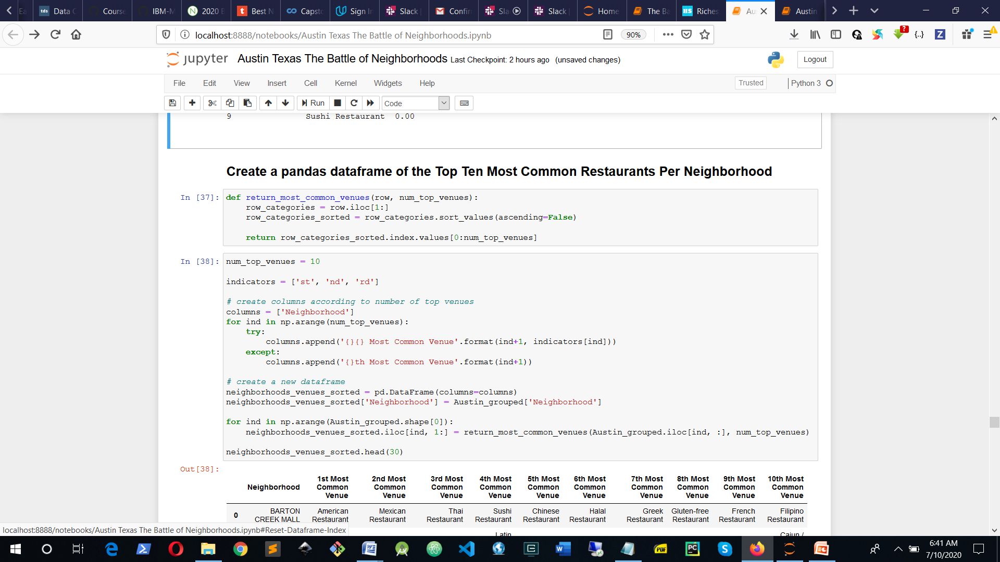 Ea
tds Data C
Course
IBM-M
2020 E
Best N
Capsto
Sign In
Slack
Confir
Sla
Slack
Home
The Ba
HS Riches
Au
Austin
localhost:8888/notebooks/Austin Texas The Battle of Neighborhoods.ipynb
90%
jupyter Austin Texas The Battle of Neighborhoods Last Checkpoint: 2 hours ago (unsaved changes)
Logout
File Edit View Insert Cell Kernel Widgets Help
Trusted
Python 3
Run
Code
9 Sushi Restaurant 0.00
Create a pandas dataframe of the Top Ten Most Common Restaurants Per Neighborhood
In [37]: def return_most_common_venues(row, num_top_venues):
row_categories = row.iloc[1:]
row_categories_sorted = row_categories.sort_values(ascending=False)
return row_categories_sorted.index.values[0:num_top_venues]
In [38]: num_top_venues = 10
indicators = ['st', 'nd', 'rd']
# create columns according to number of top venues
columns = ['Neighborhood']
for ind in np.arange(num_top_venues):
try:
columns.append('{}{} Most Common Venue'.format(ind+1, indicators[ind]))
except:
columns.append('{}th Most Common Venue'.format(ind+1))
# create a new dataframe
neighborhoods_venues_sorted = pd.DataFrame(columns=columns)
neighborhoods_venues_sorted['Neighborhood'] = Austin_grouped['Neighborhood']
for ind in np.arange(Austin_grouped.shape[0]):
neighborhoods_venues_sorted.iloc[ind, 1:] = return_most_common_venues(Austin_grouped.iloc[ind, :], num_top_venues)
neighborhoods_venues_sorted.head(30)
Out[38]:
1st Most 2nd Most 3rd Most 4th Most 5th Most 6th Most 7th Most 8th Most 9th Most 10th Most
Neighborhood Common Common Common Common Common Common Common Common Common Common
Venue Venue Venue Venue Venue Venue Venue Venue Venue Venue
0 BARTON American Mexican Thai Sushi Chinese Halal Greek Gluten-free French Filipino
CREEK MALL Restaurant Restaurant Restaurant Restaurant Restaurant Restaurant Restaurant Restaurant Restaurant Restaurant
Latin Cajun /
localhost:8888/notebooks/Austin Texas The Battle of Neighborhoods.ipynb#Reset-Dataframe-Index
6:41 AM
7/10/2020